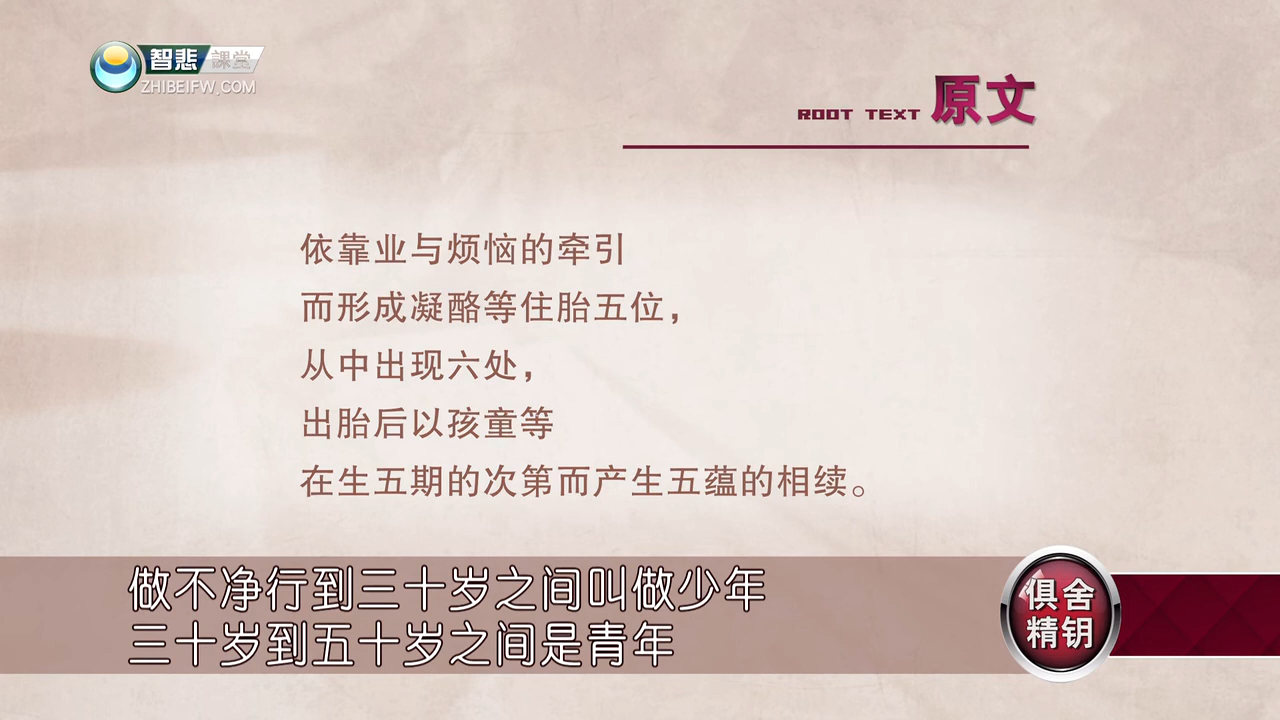 智悲 課堂
ZHIBEIFW.COM
ROOT TEXT 原文
依靠业与烦恼的牵引
而形成凝酪等住胎五位，
从中出现六处，
出胎后以孩童等
在生五期的次第而产生五蕴的相续。
做不净行到三十岁之间叫做少年
三十岁到五十岁之间是青年
俱舍
精钥